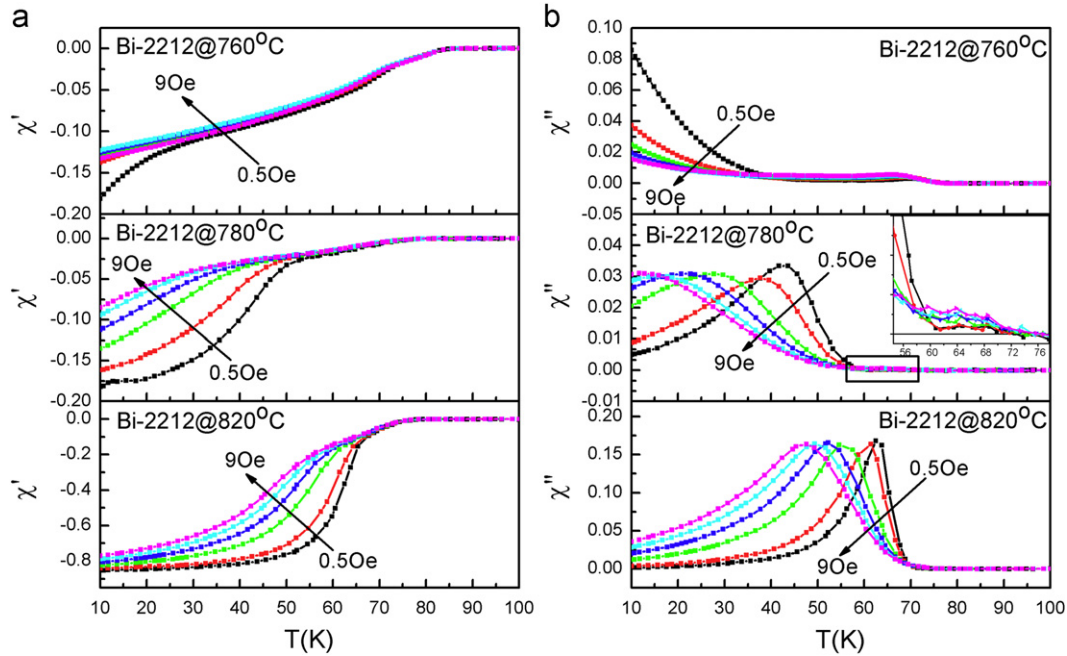 a
b
Bi-2212@760°C
9Oe
0.5Oe
χ'
0.00
-0.05
-0.10
-0.15
-0.20
Bi-2212@780°C
9Oe
0.5Oe
χ'
0.00
-0.05
-0.10
-0.15
-0.20
Bi-2212@820°C
9Oe
0.5Oe
χ'
0.0
-0.2
-0.4
-0.6
-0.8
10 20 30 40 50 60 70 80 90 100
T(K)
Bi-2212@760°C
0.5Oe
9Oe
χ"
0.10
0.08
0.06
0.04
0.02
0.00
Bi-2212@780°C
0.5Oe
9Oe
χ"
0.05
0.04
0.03
0.01
0.00
-0.01
56 60 64 68 72 76
Bi-2212@820°C
0.5Oe
9Oe
χ"
0.20
0.15
0.10
0.05
0.00
10 20 30 40 50 60 70 80 90 100
T(K)